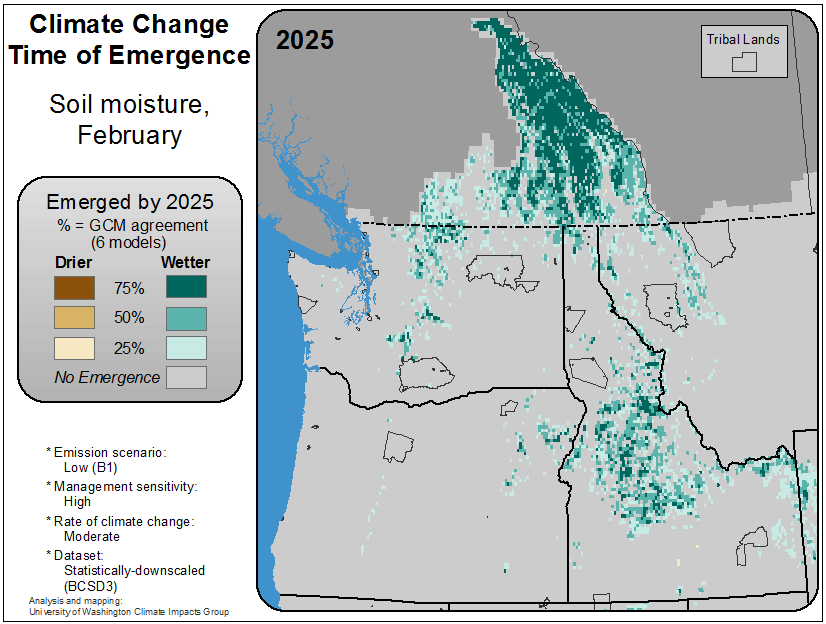 Climate Change
Time of Emergence
Soil moisture,
February
Emerged by 2025
% = GCM agreement
(6 models)
Drier Wetter
75%
50%
25%
No Emergence
* Emission scenario:
Low (B1)
* Management sensitivity:
High
* Rate of climate change:
Moderate
* Dataset:
Statistically-downscaled
(BCSD3)
Analysis and mapping:
University of Washington Climate Impacts Group
2025
Tribal Lands